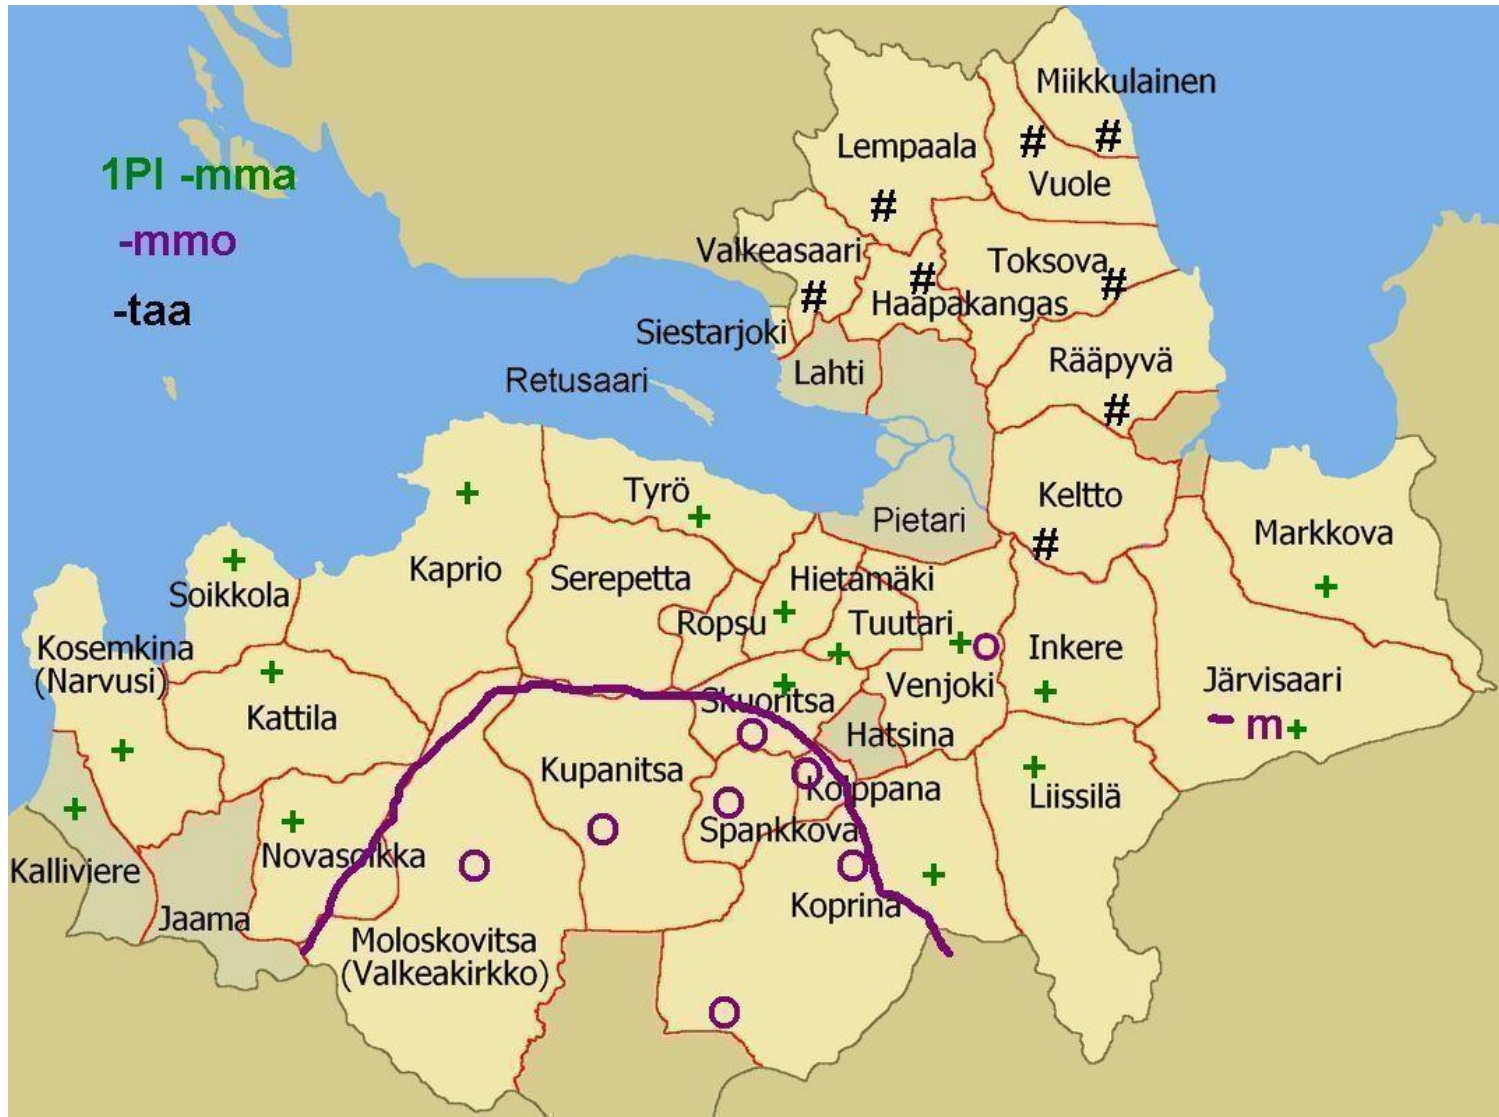 1Pl -mma
-mmo
-taa
Miikkulainen
Lempaala
Vuole
Valkeasaari
Toksova
Haapakangas
Siestarjoki
Lahti
Rääpyvä
Retusaari
Keltto
Tyrö
Pietari
Markkova
Kaprio
Serepetta
Hietamäki
Soikkola
Ropsu
Tuutari
Kosemkina
(Narvusi)
Inkere
Venjoki
Järvisaari
- m+
Skuoritsa
Kattila
Hatsina
Kupanitsa
Kolppana
Liissilä
Spankkova
Novasolkka
Kalliviere
Koprina
Jaama
Moloskovitsa
(Valkeakirkko)